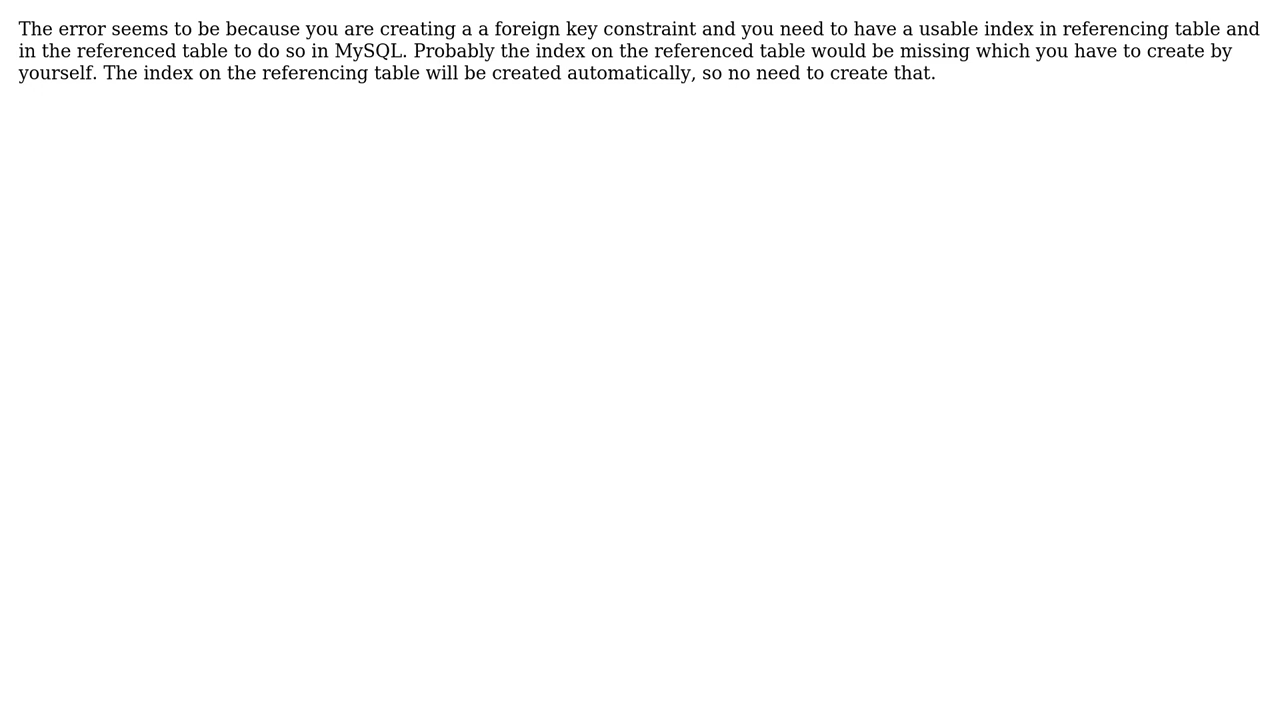 The error seems to be because you are creating a a foreign key constraint and you need to have a usable index in referencing table and
in the referenced table to do so in MySQL. Probably the index on the referenced table would be missing which you have to create by
yourself. The index on the referencing table will be created automatically, so no need to create that.